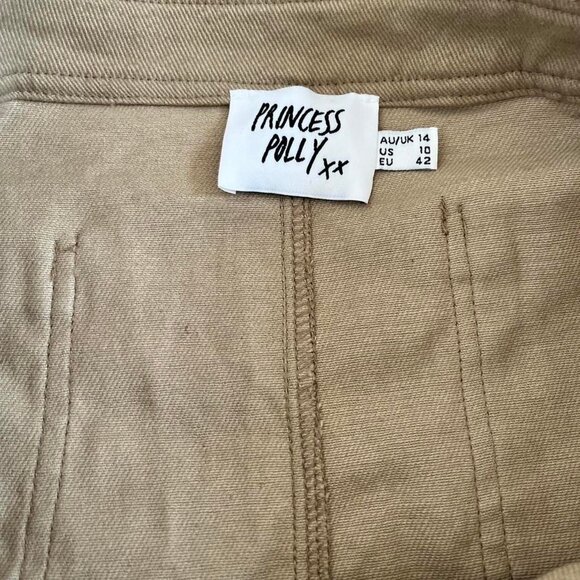 PRINCESS
POLLY xx
AU/UK 14
US 10
EU 42